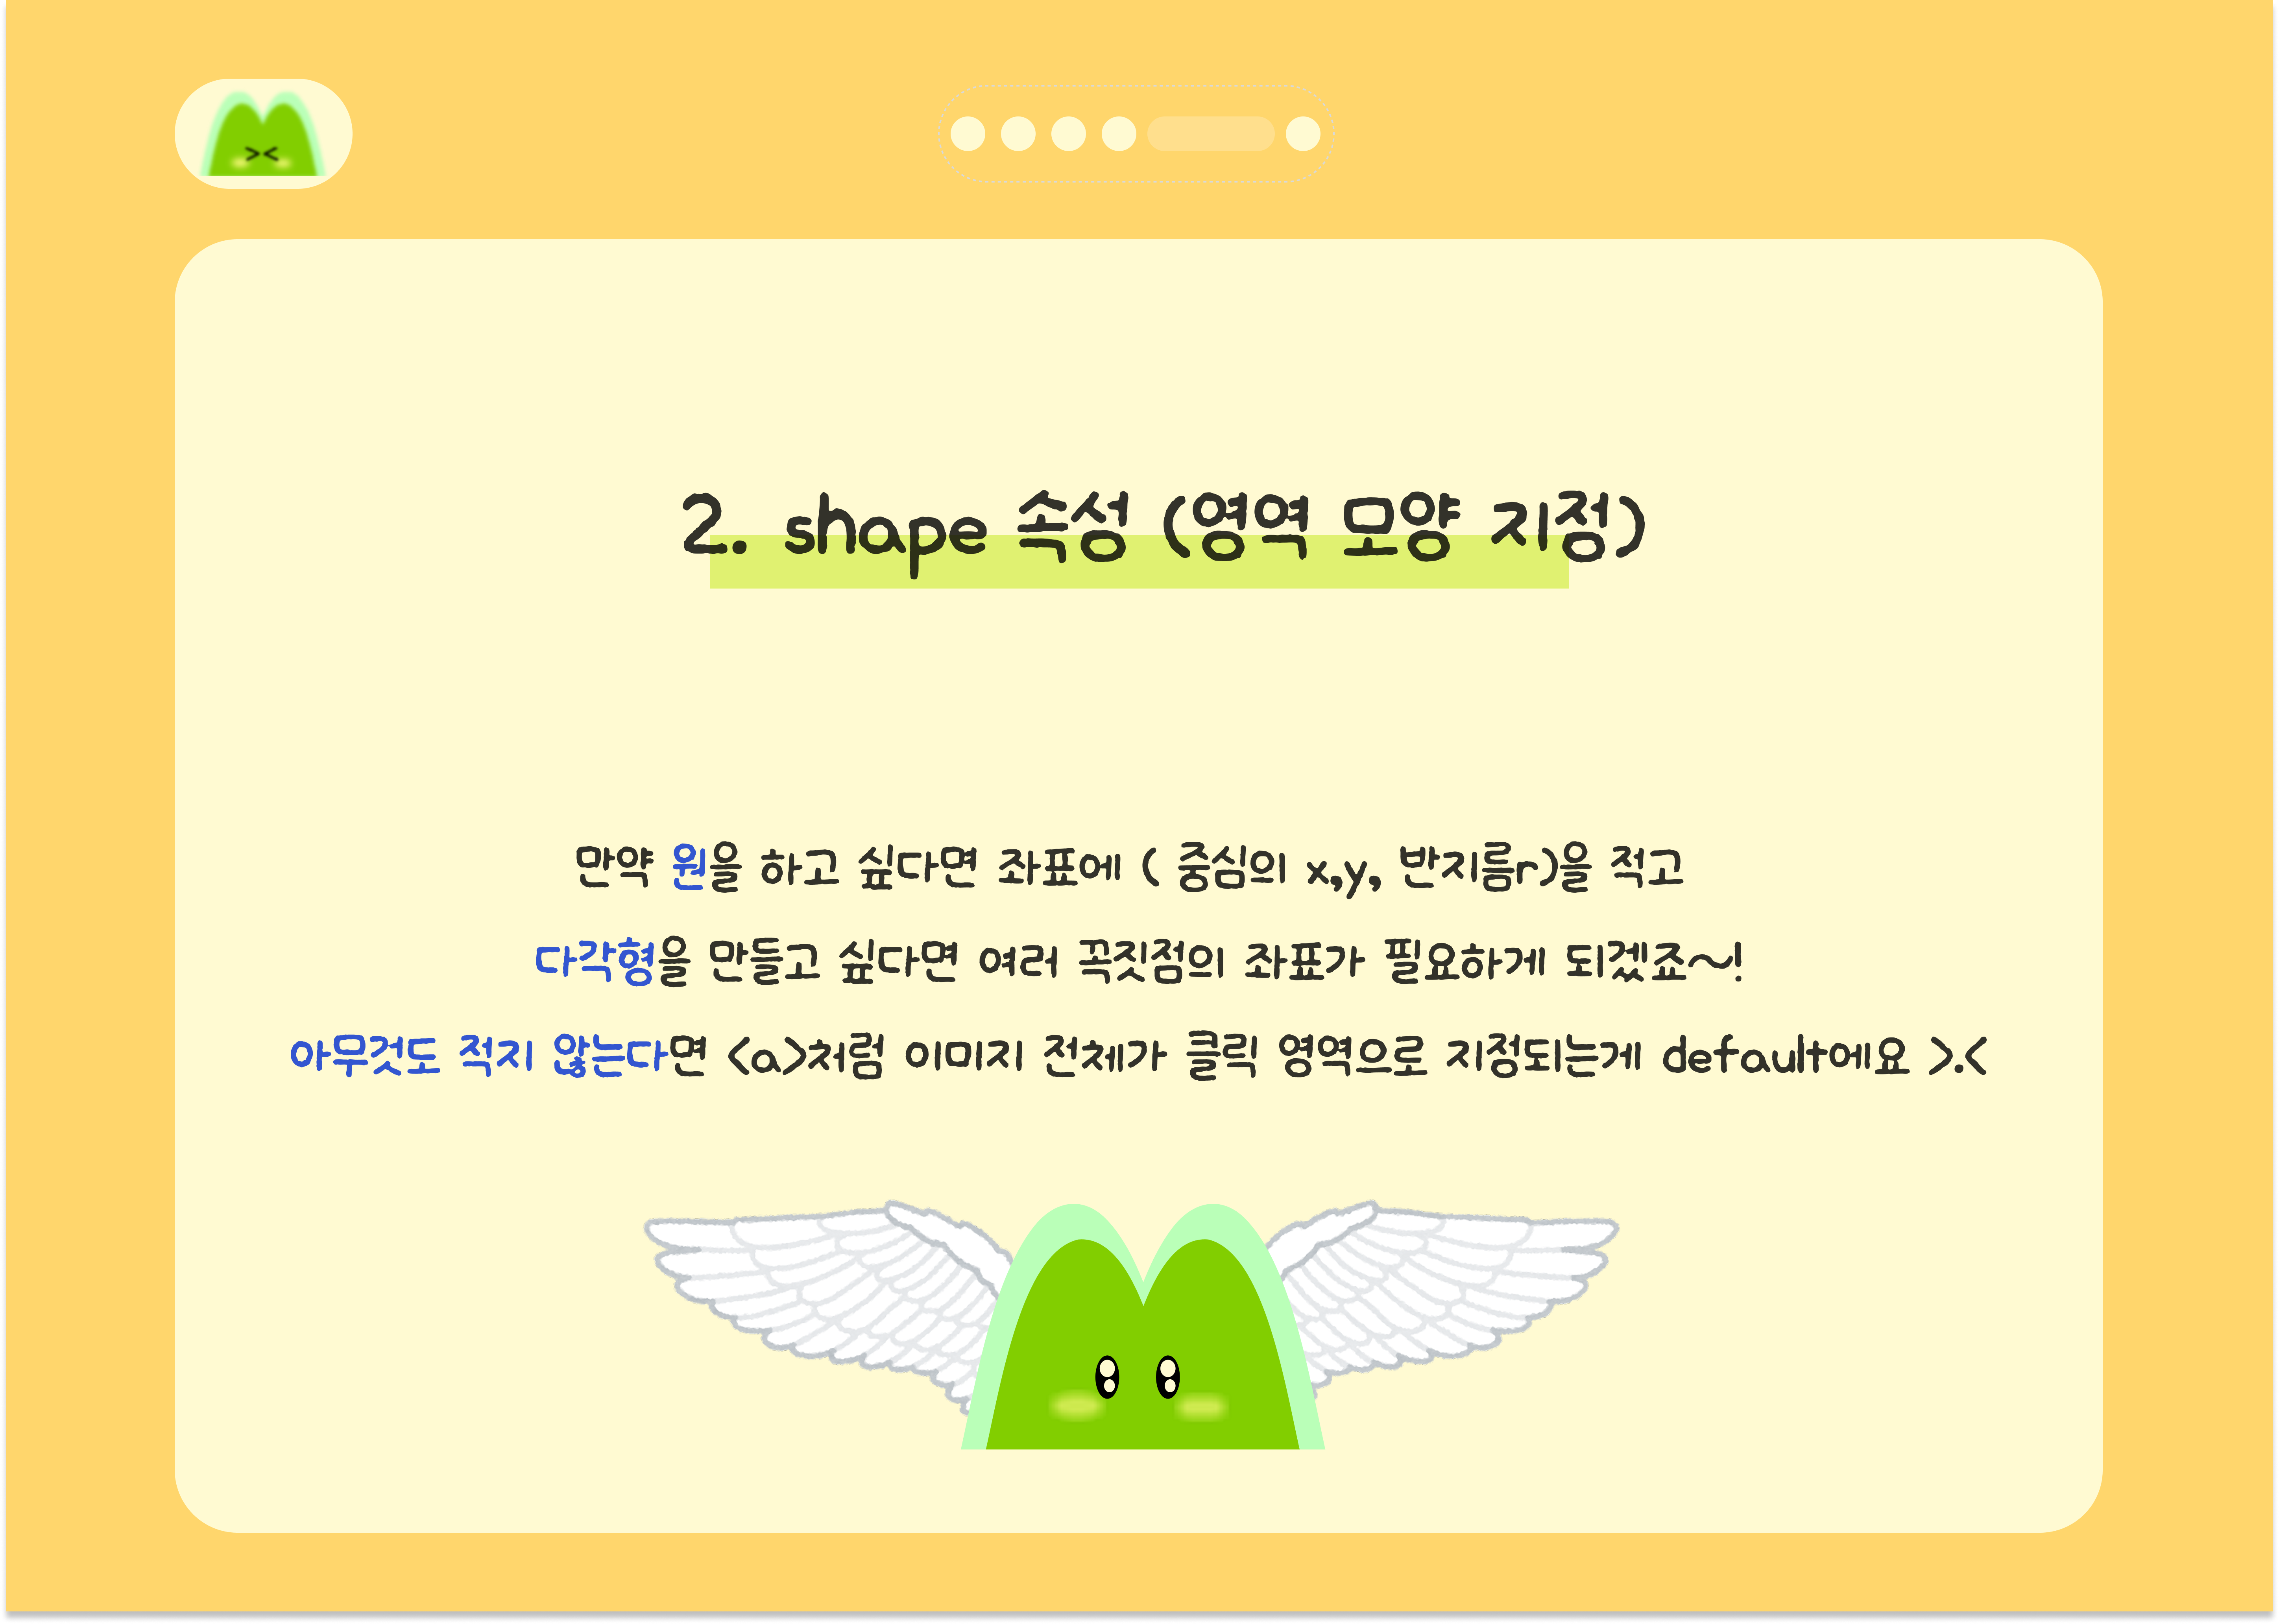 2. shape 속성 (영역 모양 지정)
만약 원을 하고 싶다면 좌표에 ( 중심의 x,y, 반지름r)을 적고
다각형을 만들고 싶다면 여러 꼭짓점의 좌표가 필요하게 되겠죠~!
아무것도 적지 않는다면 <a>처럼 이미지 전체가 클릭 영역으로 지정되는게 default에요 >.<